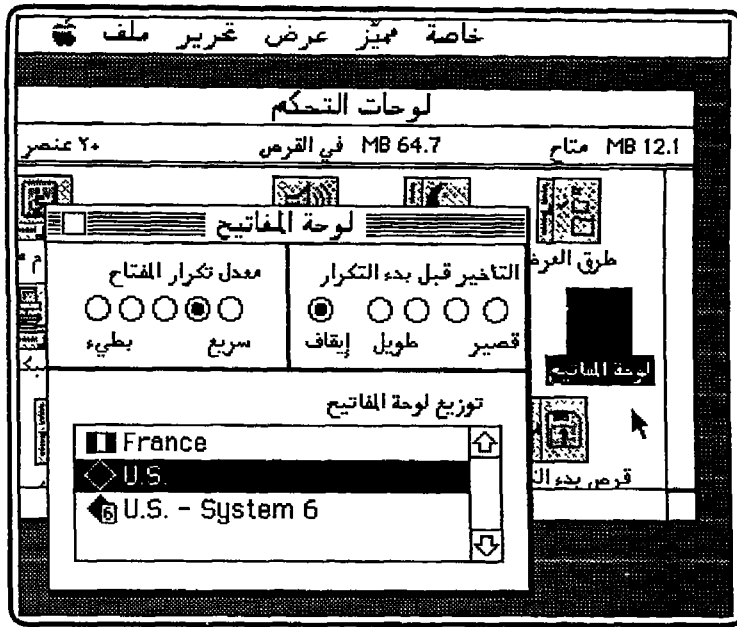 ملف تحرير عرض مميّز خاصة
لوحات التحكم
٢٠ عنصر
MB 64.7 في القرص
MB 12.1 متاح
طرق العرض
لوحة المفاتيح
لوحة المفاتيح
قرص بدء
معدل تكرار المفتاح
سريع بطيء
التأخير قبل بدء التكرار
قصير طويل إيقاف
توزيع لوحة المفاتيح
France
U.S.
U.S. - System 6